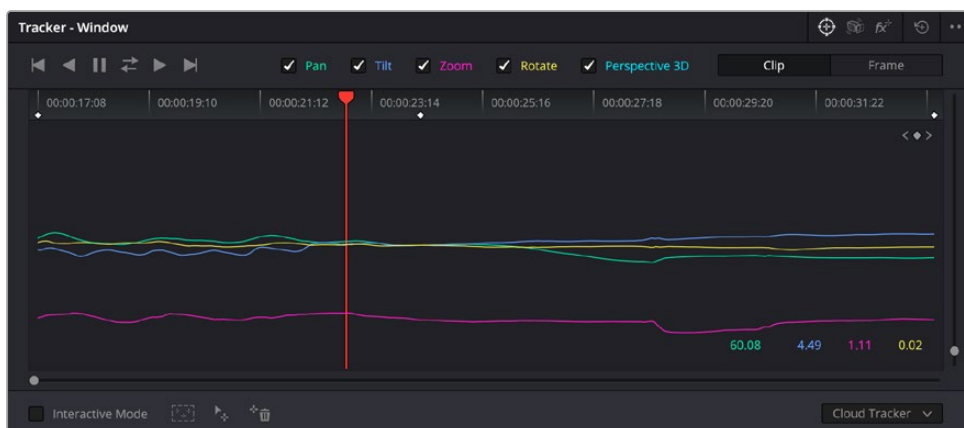 Tracker - Window
Pan Tilt Zoom Rotate Perspective 3D Clip Frame
00:00:17:08 00:00:19:10 00:00:21:12 00:00:23:14 00:00:25:16 00:00:27:18 00:00:29:20 00:00:31:22
60.08 4.49 1.11 0.02
Interactive Mode Cloud Tracker